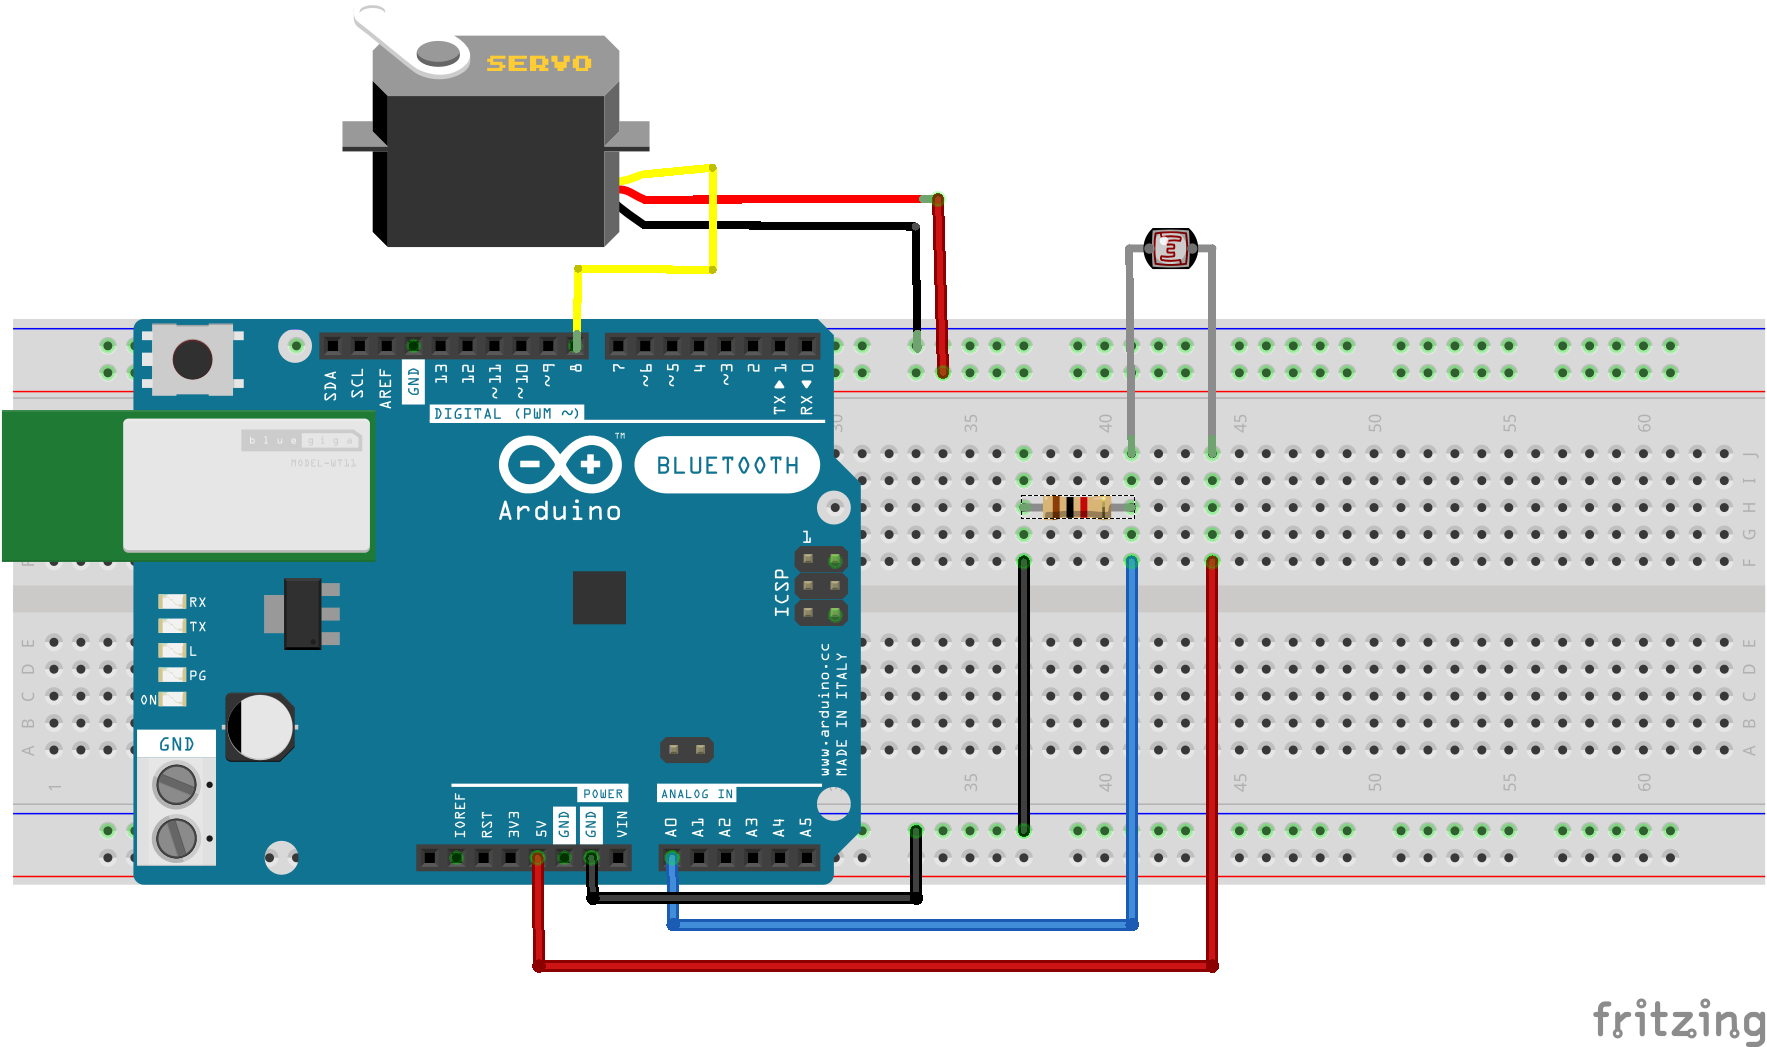 SERVO
SDA
SCL
AREF
GND
13
12
~11
~10
~9
8
7
~6
~5
4
~3
2
TX 1
RX 0
DIGITAL (PWM ~)
30
35
40
45
50
55
60
bluegiga
MODEL-WT11
TM
BLUETOOTH
Arduino
J
I
H
G
F
1
ICSP
RX
TX
L
PG
ON
www.arduino.cc
MADE IN ITALY
E
D
C
B
A
E
D
C
B
A
GND
1
35
40
45
50
55
60
POWER
ANALOG IN
IOREF
RST
3V3
5V
GND
GND
VIN
A0
A1
A2
A3
A4
A5
fritzing